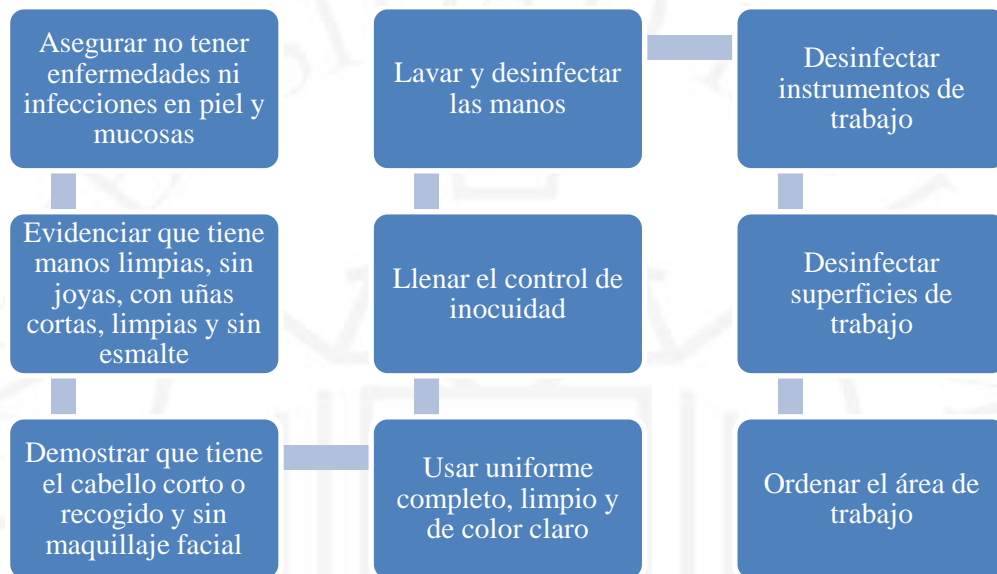 Asegurar no tener
enfermedades ni
infecciones en piel y
mucosas
Evidenciar que tiene
manos limpias, sin
joyas, con uñas
cortas, limpias y sin
esmalte
Demostrar que tiene
el cabello corto o
recogido y sin
maquillaje facial
Usar uniforme
completo, limpio y
de color claro
Llenar el control de
inocuidad
Lavar y desinfectar
las manos
Desinfectar
instrumentos de
trabajo
Desinfectar
superficies de
trabajo
Ordenar el área de
trabajo